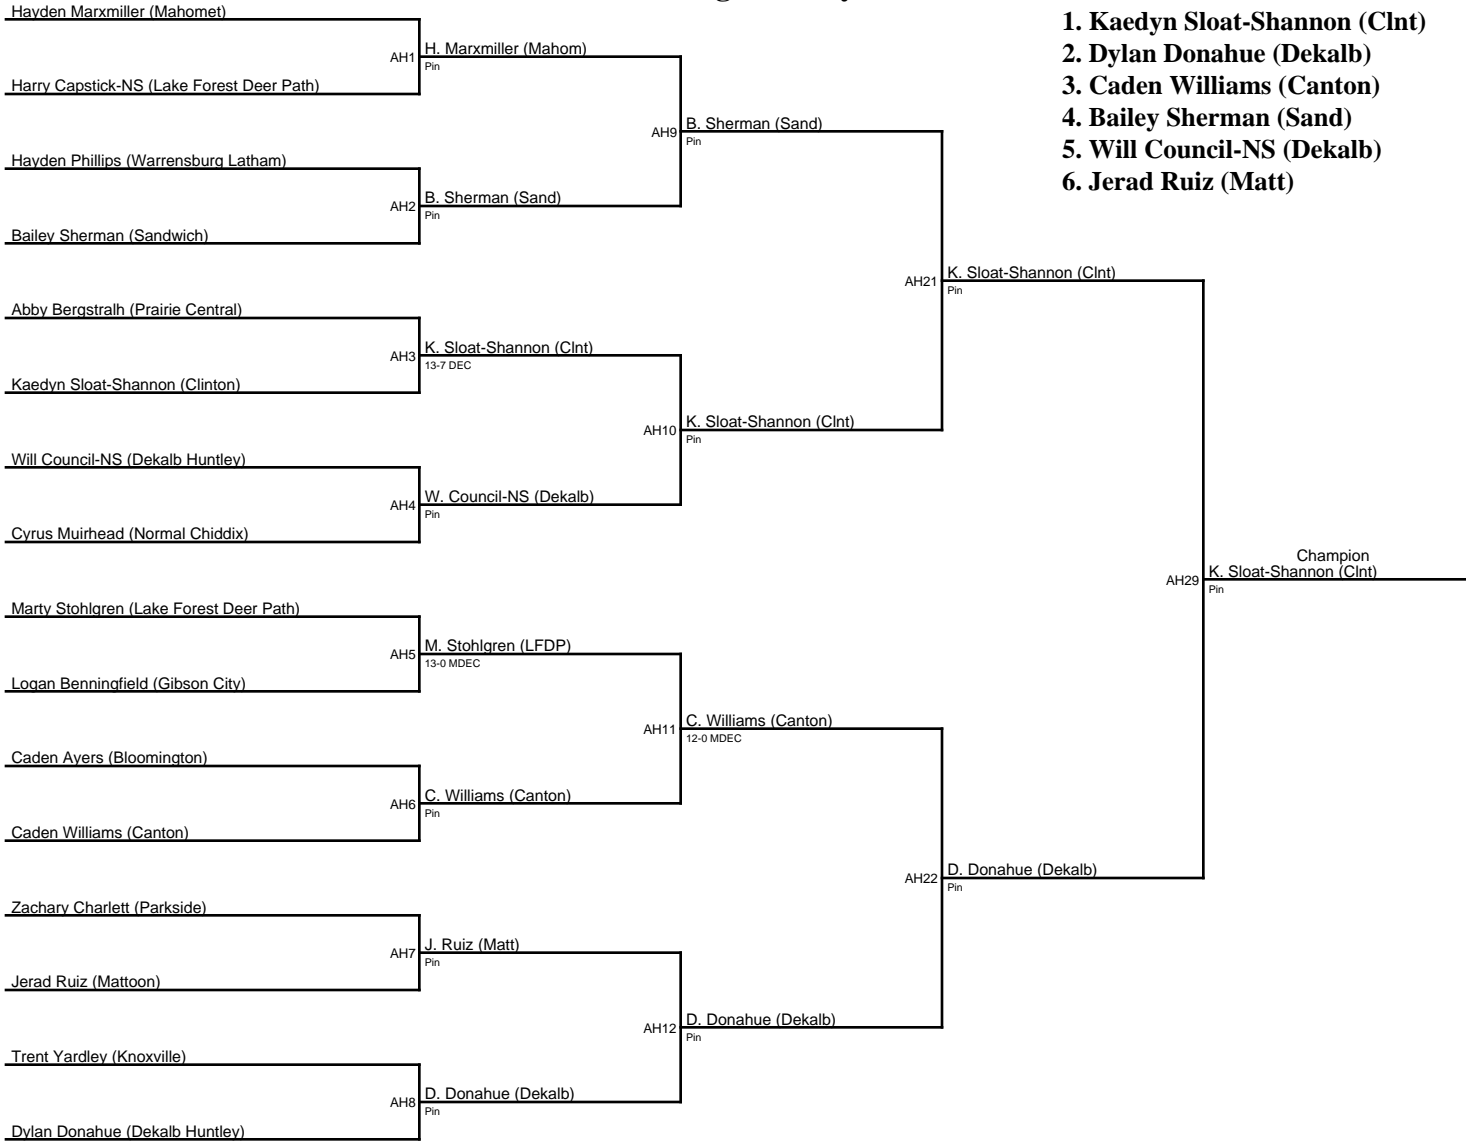 1. Kaedyn Sloat-Shannon (Clnt)
2. Dylan Donahue (Dekalb)
3. Caden Williams (Canton)
4. Bailey Sherman (Sand)
5. Will Council-NS (Dekalb)
6. Jerad Ruiz (Matt)
Hayden Marxmiller (Mahomet)
AH1 H. Marxmiller (Mahom)
Pin
Harry Capstick-NS (Lake Forest Deer Path)
AH9 B. Sherman (Sand)
Pin
Hayden Phillips (Warrensburg Latham)
AH2 B. Sherman (Sand)
Pin
Bailey Sherman (Sandwich)
AH21 K. Sloat-Shannon (Clnt)
Pin
Abby Bergstralh (Prairie Central)
AH3 K. Sloat-Shannon (Clnt)
13-7 DEC
Kaedyn Sloat-Shannon (Clinton)
AH10 K. Sloat-Shannon (Clnt)
Pin
Will Council-NS (Dekalb Huntley)
AH4 W. Council-NS (Dekalb)
Pin
Cyrus Muirhead (Normal Chiddix)
Champion
AH29 K. Sloat-Shannon (Clnt)
Pin
Marty Stohlgren (Lake Forest Deer Path)
AH5 M. Stohlgren (LFDP)
13-0 MDEC
Logan Benningfield (Gibson City)
AH11 C. Williams (Canton)
12-0 MDEC
Caden Ayers (Bloomington)
AH6 C. Williams (Canton)
Pin
Caden Williams (Canton)
AH22 D. Donahue (Dekalb)
Pin
Zachary Charlett (Parkside)
AH7 J. Ruiz (Matt)
Pin
Jerad Ruiz (Mattoon)
AH12 D. Donahue (Dekalb)
Pin
Trent Yardley (Knoxville)
AH8 D. Donahue (Dekalb)
Pin
Dylan Donahue (Dekalb Huntley)